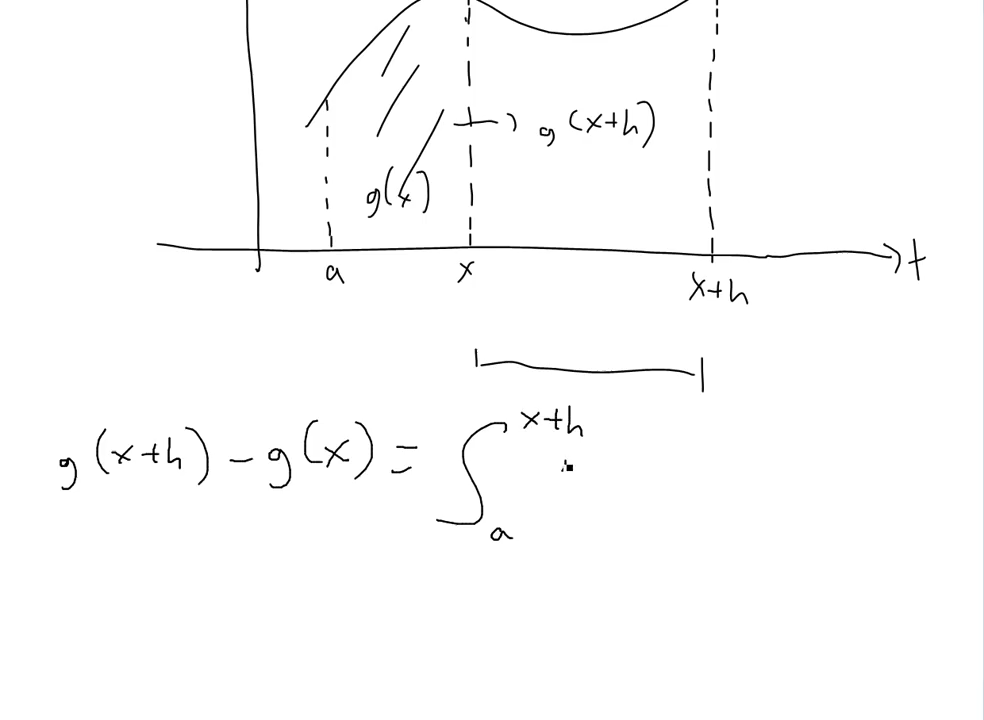 g(x+h)
g(x)
t
a x
x+h
g(x+h) - g(x) = ∫_a^{x+h}